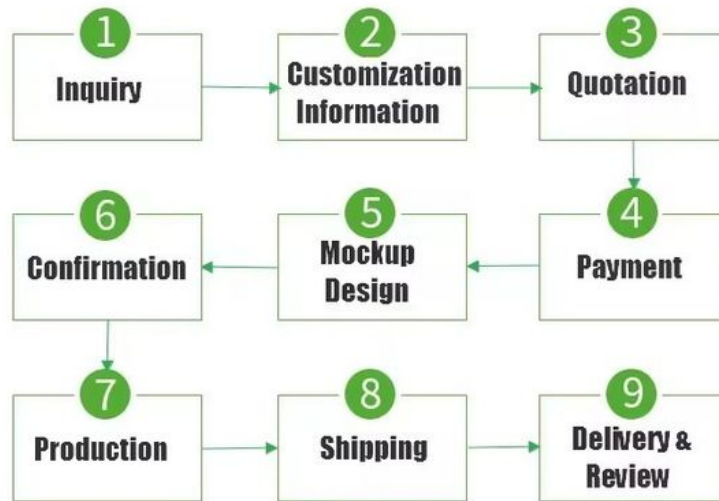 1
Inquiry
2
Customization
Information
3
Quotation
4
Payment
5
Mockup
Design
6
Confirmation
7
Production
8
Shipping
9
Delivery &
Review